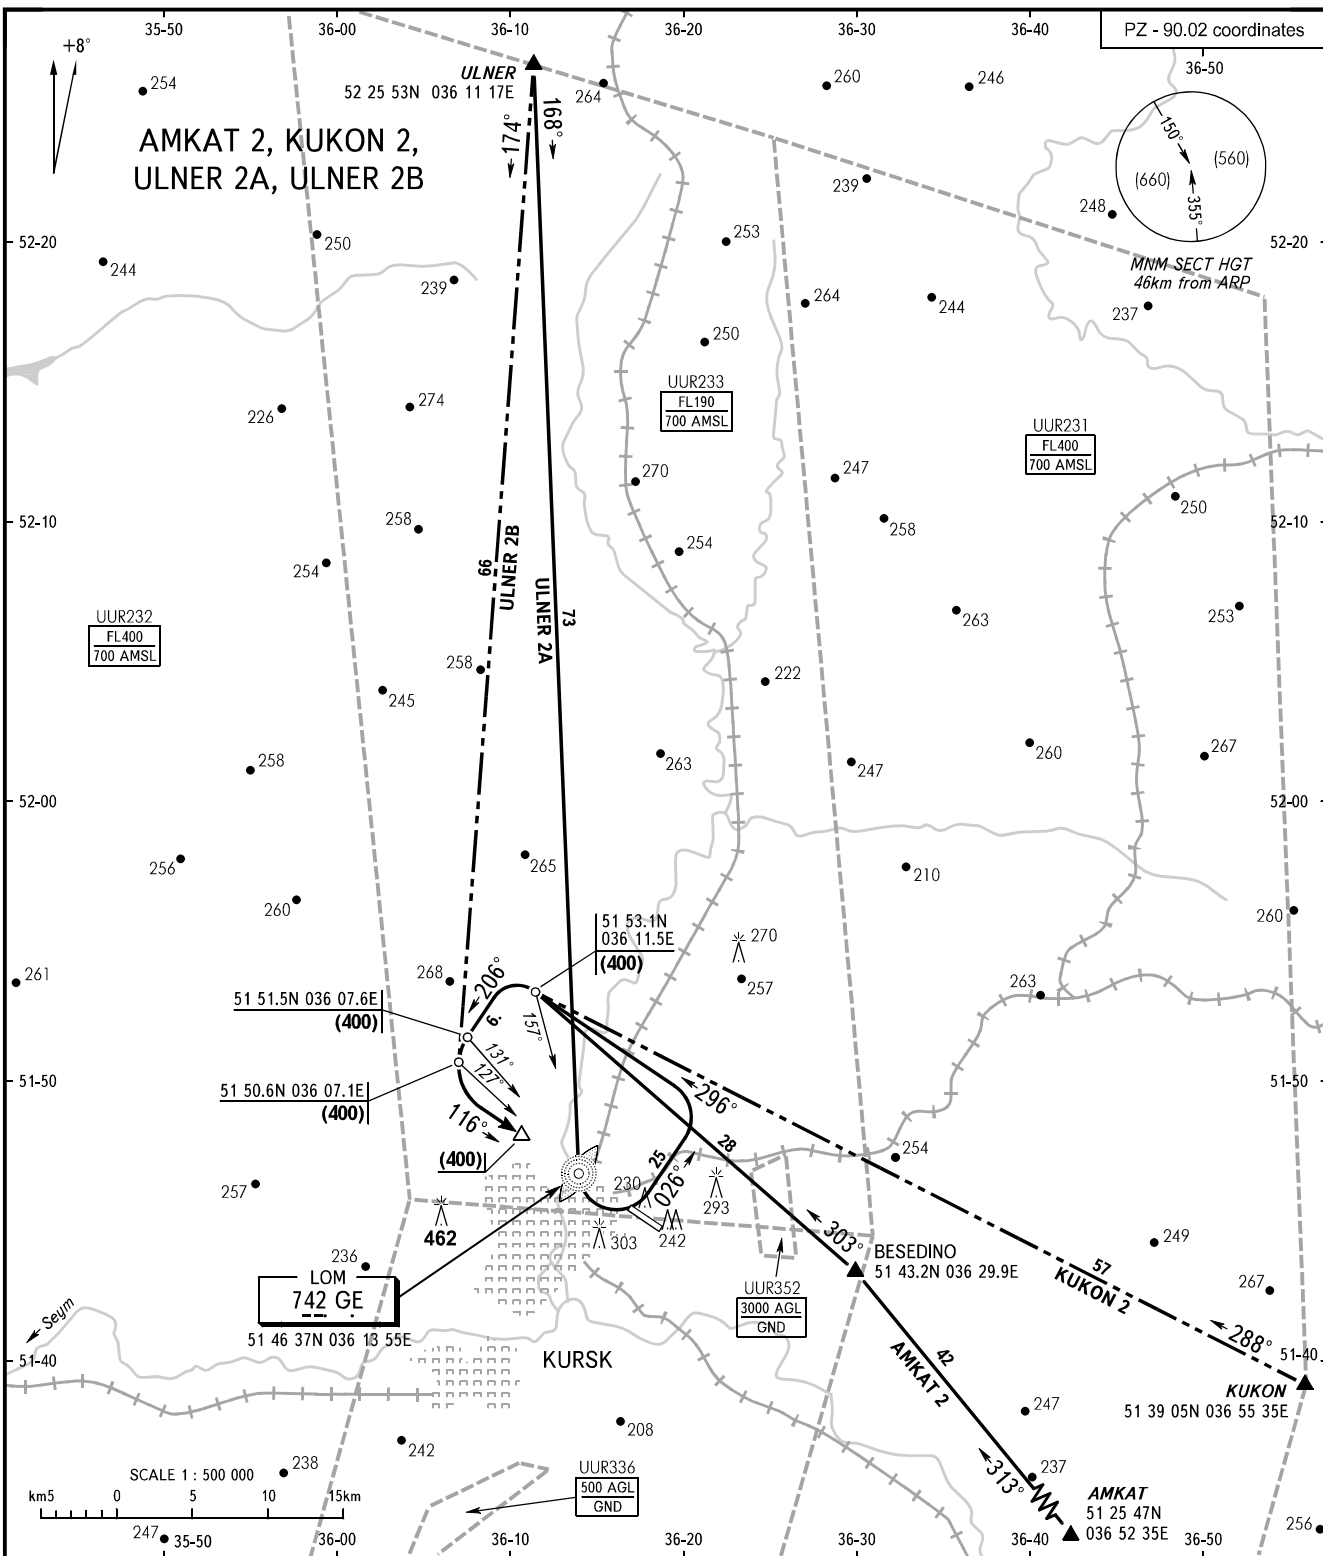 35-50 36-00 36-10 36-20 36-30 36-40
PZ - 90.02 coordinates
36-50
+8°
ULNER
52 25 53N 036 11 17E
254
264
260
246
AMKAT 2, KUKON 2,
ULNER 2A, ULNER 2B
174°
168°
150°
(560)
(660)
355°
MNM SECT HGT
46km from ARP
239
248
52-20
250
253
52-20
244
239
264
244
237
250
UUR233
FL190
700 AMSL
226
274
UUR231
FL400
700 AMSL
270
247
250
52-10
258
258
52-10
254
254
66
ULNER 2B
ULNER 2A
73
263
253
UUR232
FL400
700 AMSL
258
245
222
258
263
247
260
267
52-00
52-00
256
265
210
260
260
51 53.1N
036 11.5E
(400)
270
261
268
257
263
206°
6.
157°
51 51.5N 036 07.6E
(400)
131°
127°
51-50
51 50.6N 036 07.1E
(400)
51-50
116°
296°
28
(400)
25
026°
254
257
230
293
462
303
242
303°
BESEDINO
51 43.2N 036 29.9E
249
236
57
KUKON 2
267
LOM
742 GE
51 46 37N 036 13 55E
UUR352
3000 AGL
GND
Seym
288°
51-40
KURSK
42
AMKAT 2
51-40
KUKON
51 39 05N 036 55 35E
247
208
242
238
SCALE 1 : 500 000
km5 0 5 10 15km
UUR336
500 AGL
GND
313°
237
AMKAT
51 25 47N
036 52 35E
247
256
35-50 36-00 36-10 36-20 36-30 36-40 36-50